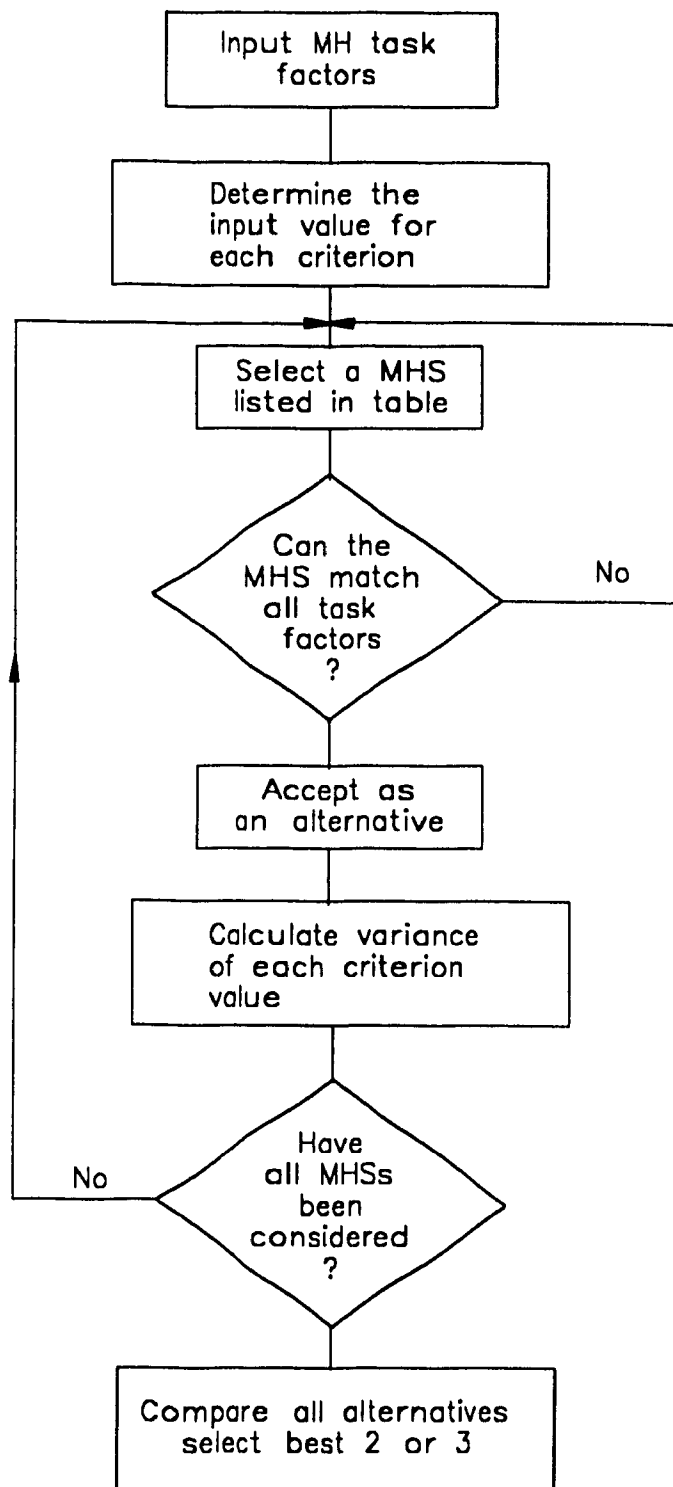 Input MH task
factors
Determine the
input value for
each criterion
Select a MHS
listed in table
Can the
MHS match
all task
factors
?
No
Accept as
an alternative
Calculate variance
of each criterion
value
Have
all MHSs
been
considered
?
No
Compare all alternatives
select best 2 or 3